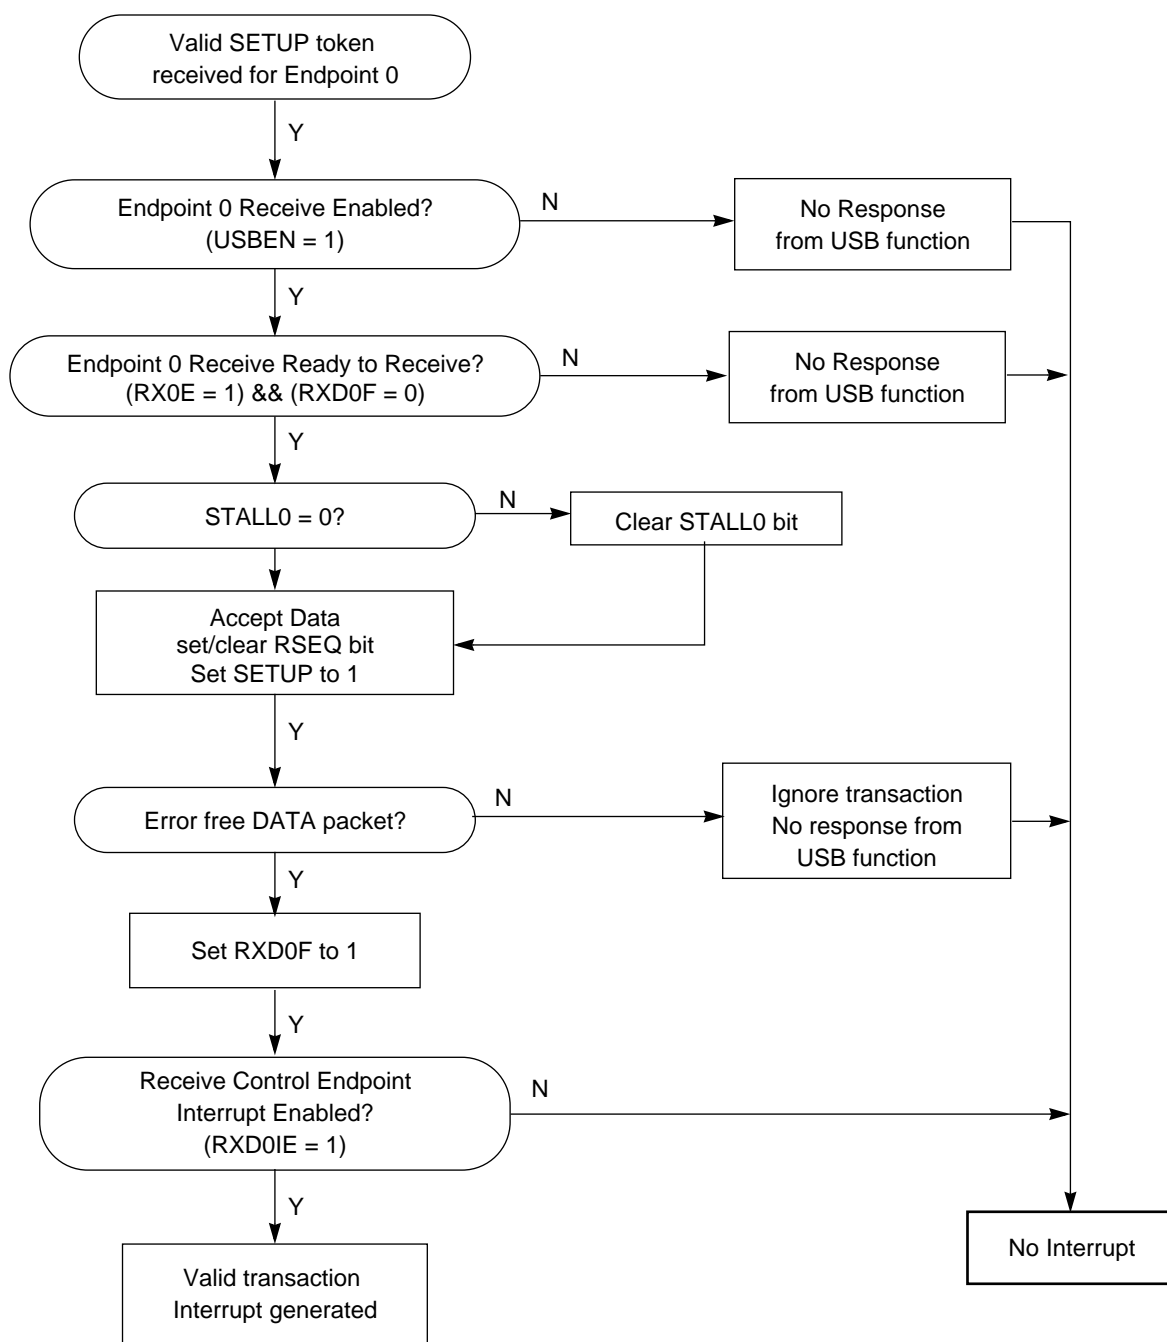 Valid SETUP token
received for Endpoint 0
Y
Endpoint 0 Receive Enabled?
(USBEN = 1)
N
No Response
from USB function
Y
Endpoint 0 Receive Ready to Receive?
(RX0E = 1) && (RXD0F = 0)
N
No Response
from USB function
Y
STALL0 = 0?
N
Clear STALL0 bit
Accept Data
set/clear RSEQ bit
Set SETUP to 1
Y
Error free DATA packet?
N
Ignore transaction
No response from
USB function
Y
Set RXD0F to 1
Y
Receive Control Endpoint
Interrupt Enabled?
(RXD0IE = 1)
N
Y
Valid transaction
Interrupt generated
No Interrupt